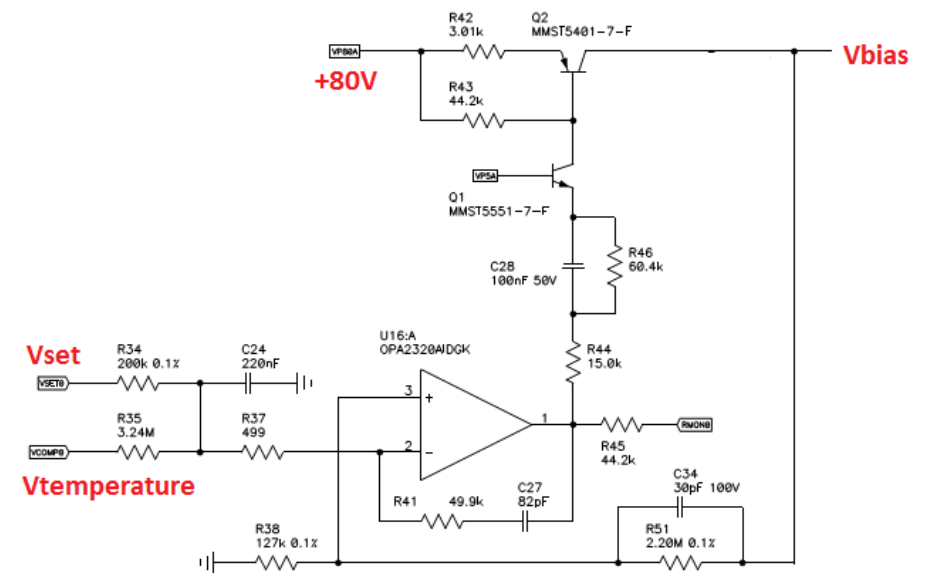 R42
3.01k
Q2
MMST5401-7-F
VP80A
+80V
Vbias
R43
44.2k
VP5A
Q1
MMST5551-7-F
R46
60.4k
C28
100nF 50V
U16:A
OPA2320AIDGK
R44
15.0k
Vset
R34
200k 0.1%
C24
220nF
VSET0
3
+
1
R35
3.24M
R37
499
2
-
RMON0
VCOMP0
R45
44.2k
Vtemperature
C34
30pF 100V
R41
49.9k
C27
82pF
R38
127k 0.1%
R51
2.20M 0.1%